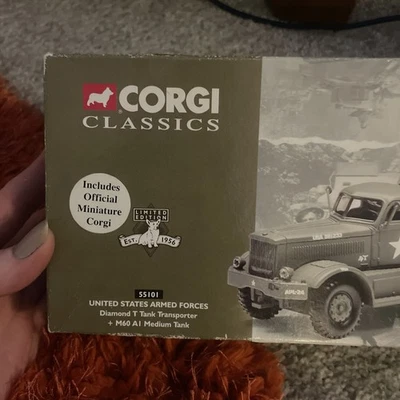 CORGI
CLASSICS
Includes
Official
Miniature
Corgi
LIMITED
EDITION
EST. 1956
55101
UNITED STATES ARMED FORCES
Diamond T Tank Transporter
+ M60 A1 Medium Tank